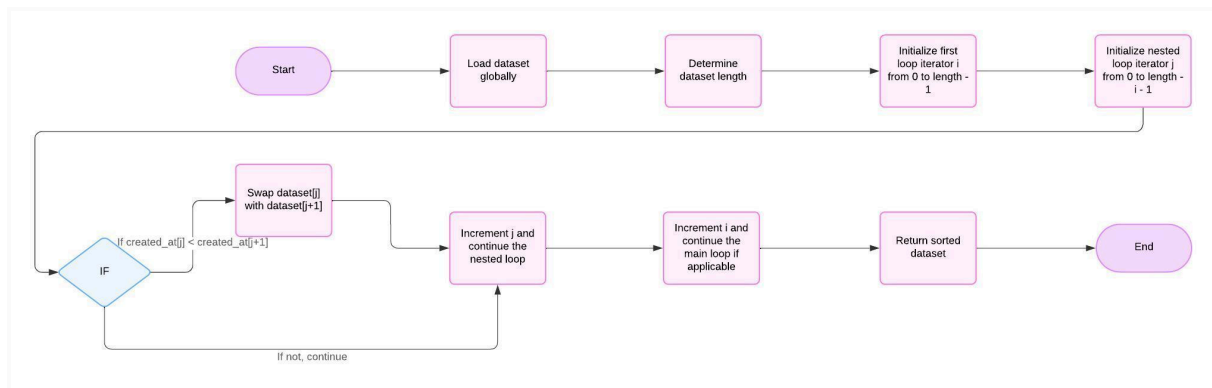 Start
Load dataset
globally
Determine
dataset length
Initialize first
loop iterator i
from 0 to length -
1
Initialize nested
loop iterator j
from 0 to length -
i - 1
IF
If created_at[j] < created_at[j+1]
Swap dataset[j]
with dataset[j+1]
If not, continue
Increment j and
continue the
nested loop
Increment i and
continue the
main loop if
applicable
Return sorted
dataset
End